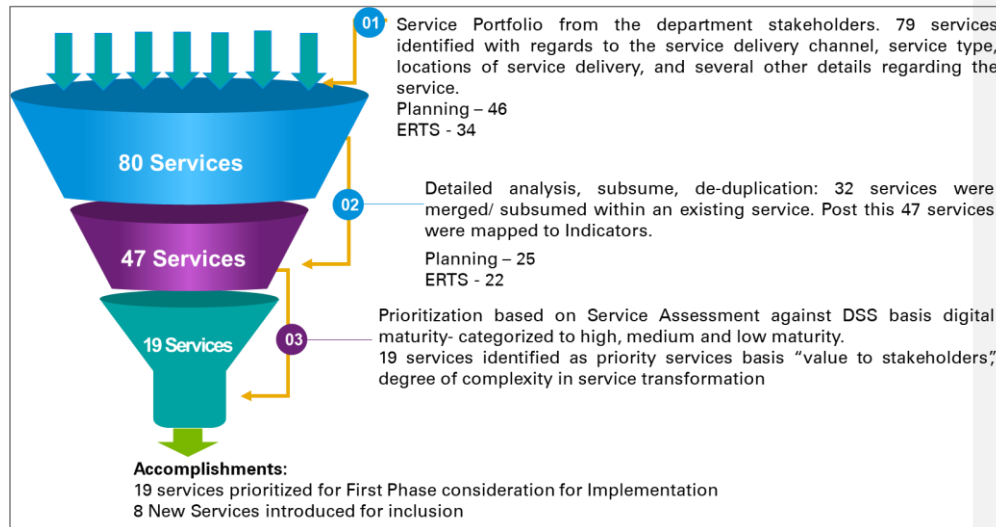 01
Service Portfolio from the department stakeholders. 79 services
identified with regards to the service delivery channel, service type,
locations of service delivery, and several other details regarding the
service.
Planning – 46
ERTS - 34
80 Services
02
Detailed analysis, subsume, de-duplication: 32 services were
merged/ subsumed within an existing service. Post this 47 services
were mapped to Indicators.
Planning – 25
ERTS - 22
47 Services
03
Prioritization based on Service Assessment against DSS basis digital
maturity- categorized to high, medium and low maturity.
19 services identified as priority services basis “value to stakeholders”,
degree of complexity in service transformation
19 Services
Accomplishments:
19 services prioritized for First Phase consideration for Implementation
8 New Services introduced for inclusion